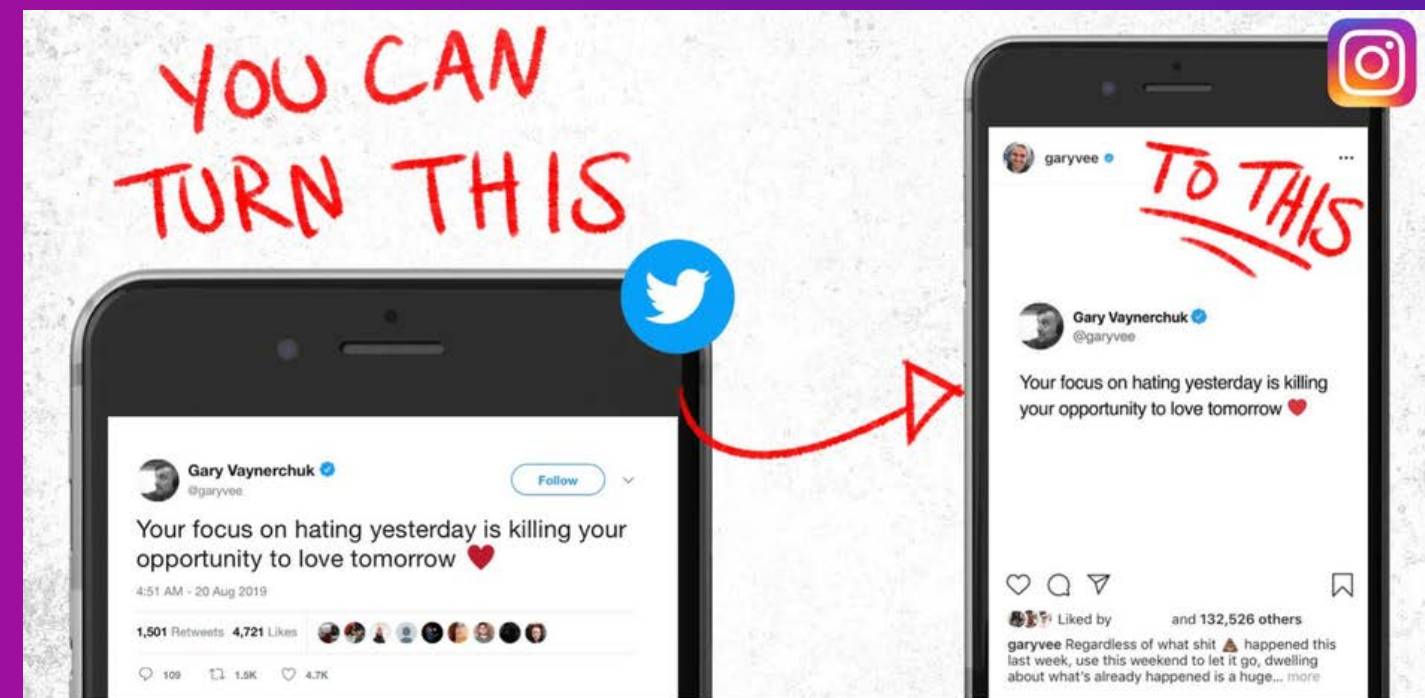 YOU CAN
TURN THIS
Gary Vaynerchuk
@garyvee
Follow
Your focus on hating yesterday is killing your
opportunity to love tomorrow ❤️
4:51 AM - 20 Aug 2019
1,501 Retweets 4,721 Likes
109 1.5K 4.7K
garyvee
TO THIS
Gary Vaynerchuk
@garyvee
Your focus on hating yesterday is killing
your opportunity to love tomorrow ❤️
Liked by and 132,526 others
garyvee Regardless of what shit 💩 happened this
last week, use this weekend to let it go, dwelling
about what's already happened is a huge... more